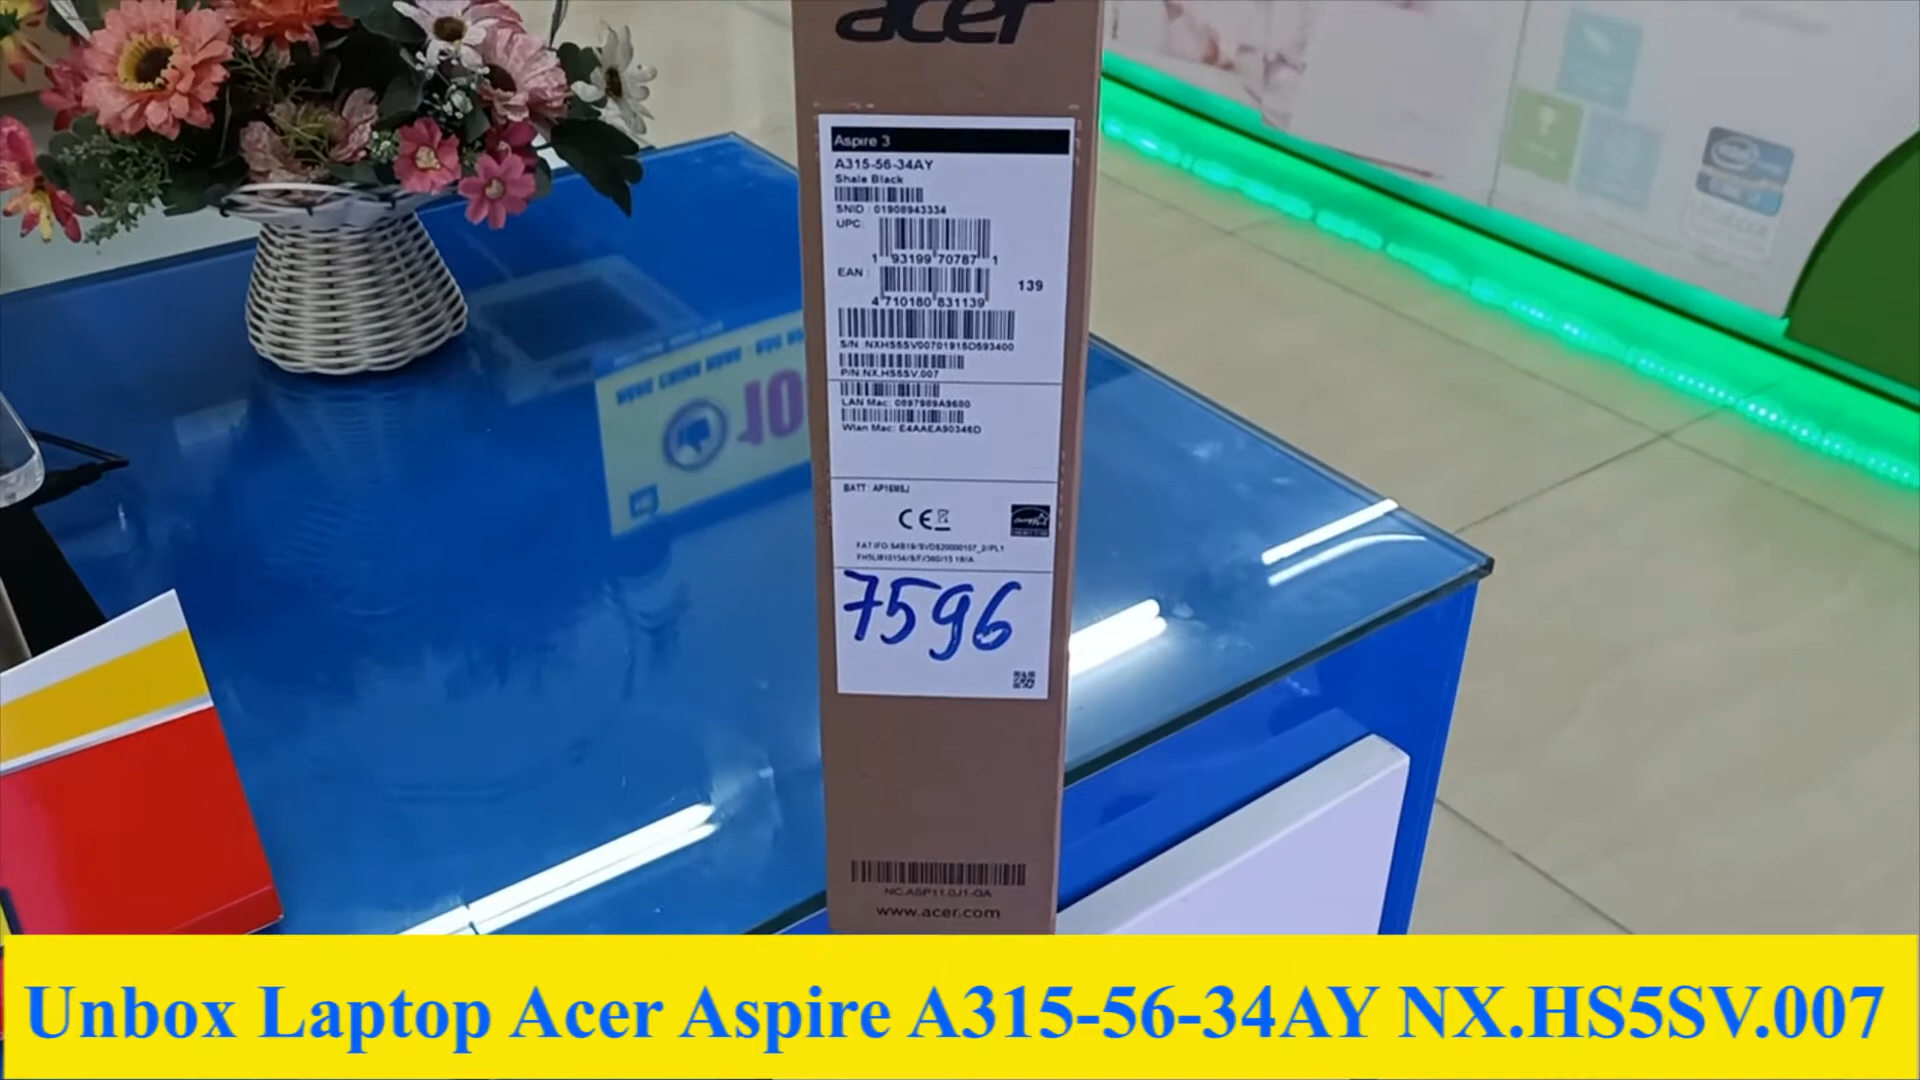 acer
Aspire 3
A315-56-34AY
Shale Black
SNID : 01908943334
UPC:
1 93199 70787 1
EAN :
139
4 710180 831139
S/N :NXHS5SV00701915D593400
P/N:NX.HS5SV.007
LAN Mac: 0897989A9680
Wlan Mac: E4AAEA90346D
BATT : AP16M5J
CE
7596
NC.ASP11.0J1-GA
www.acer.com
Unbox Laptop Acer Aspire A315-56-34AY NX.HS5SV.007